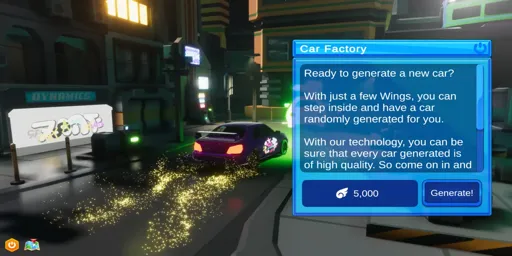 Car Factory
Ready to generate a new car?
With just a few Wings, you can
step inside and have a car
randomly generated for you.
With our technology, you can be
sure that every car generated is
of high quality. So come on in and
5,000
Generate!
DYNAMICS